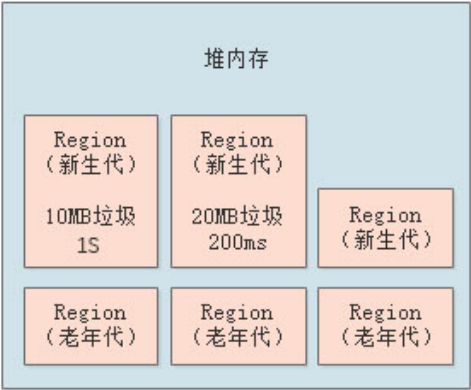 堆内存
Region
(新生代)
10MB垃圾
1S
Region
(新生代)
20MB垃圾
200ms
Region
(新生代)
Region
(老年代)
Region
(老年代)
Region
(老年代)